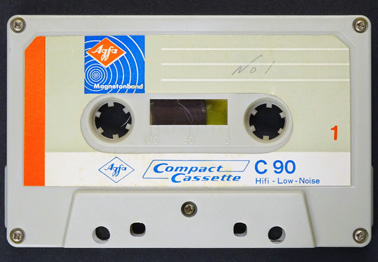 Agfa
No 1
Magnetonband
1
Agfa
Compact
Cassette
C 90
Hifi - Low - Noise